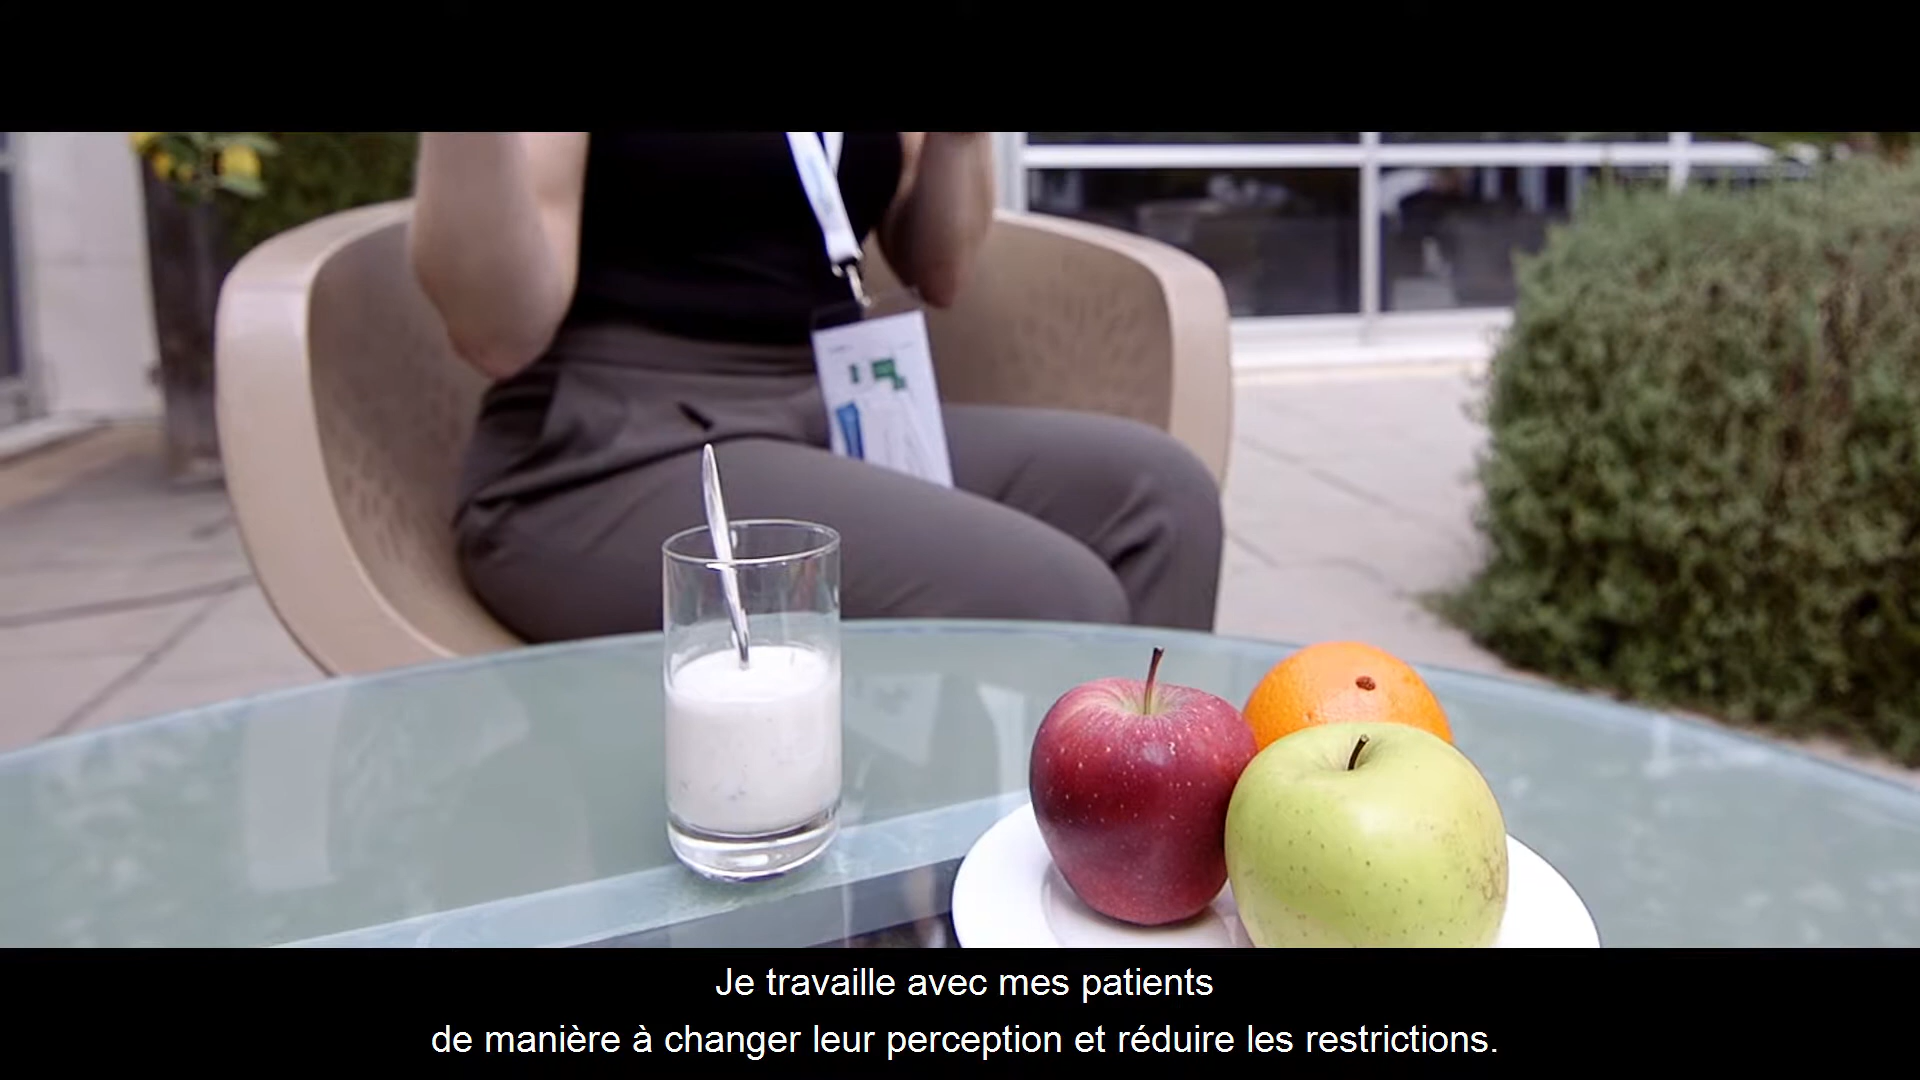 Je travaille avec mes patients
de manière à changer leur perception et réduire les restrictions.